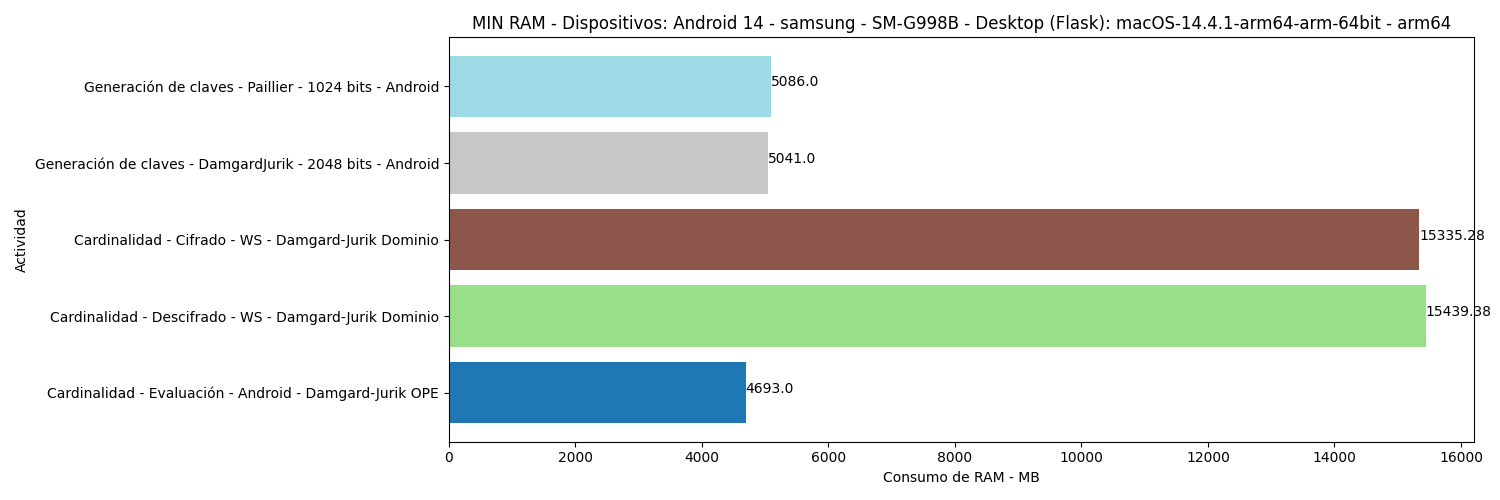 MIN RAM - Dispositivos: Android 14 - samsung - SM-G998B - Desktop (Flask): macOS-14.4.1-arm64-arm-64bit - arm64
Actividad
Generación de claves - Paillier - 1024 bits - Android
5086.0
Generación de claves - DamgardJurik - 2048 bits - Android
5041.0
Cardinalidad - Cifrado - WS - Damgard-Jurik Dominio
15335.28
Cardinalidad - Descifrado - WS - Damgard-Jurik Dominio
15439.38
Cardinalidad - Evaluación - Android - Damgard-Jurik OPE
4693.0
0 2000 4000 6000 8000 10000 12000 14000 16000
Consumo de RAM - MB